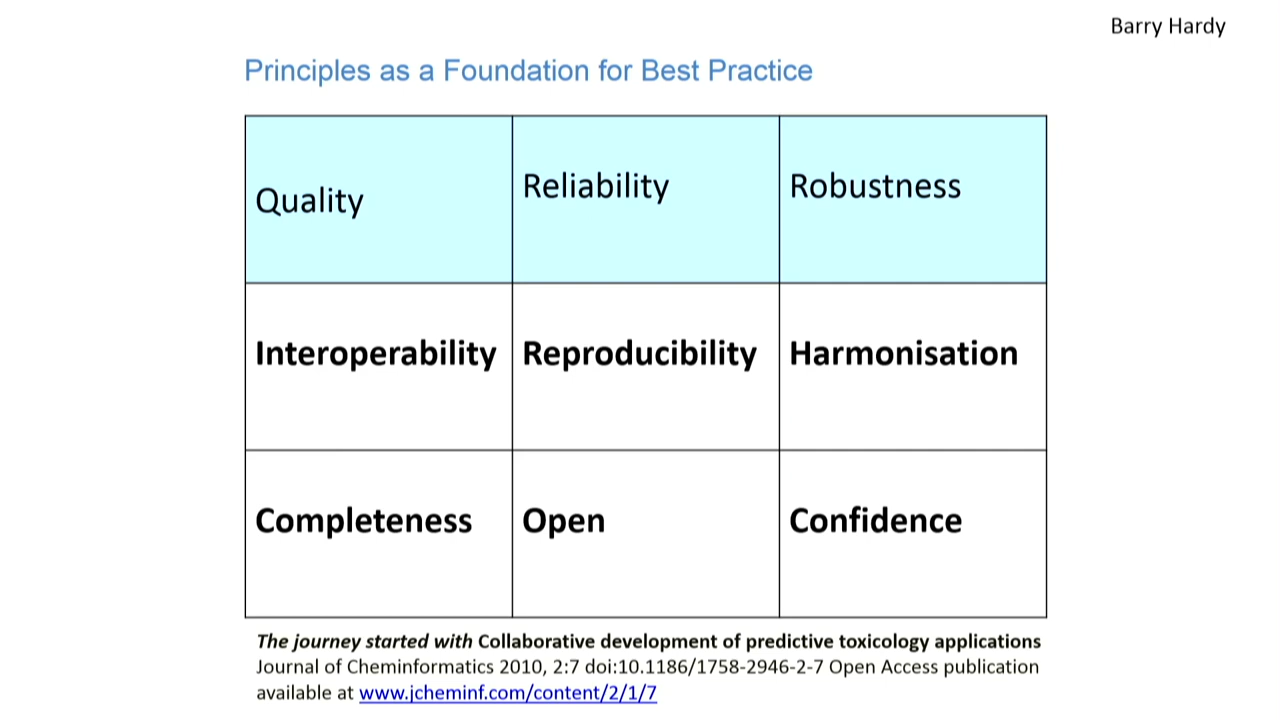 Barry Hardy
Principles as a Foundation for Best Practice
Quality
Reliability
Robustness
Interoperability
Reproducibility
Harmonisation
Completeness
Open
Confidence
The journey started with Collaborative development of predictive toxicology applications
Journal of Cheminformatics 2010, 2:7 doi:10.1186/1758-2946-2-7 Open Access publication
available at www.jcheminf.com/content/2/1/7